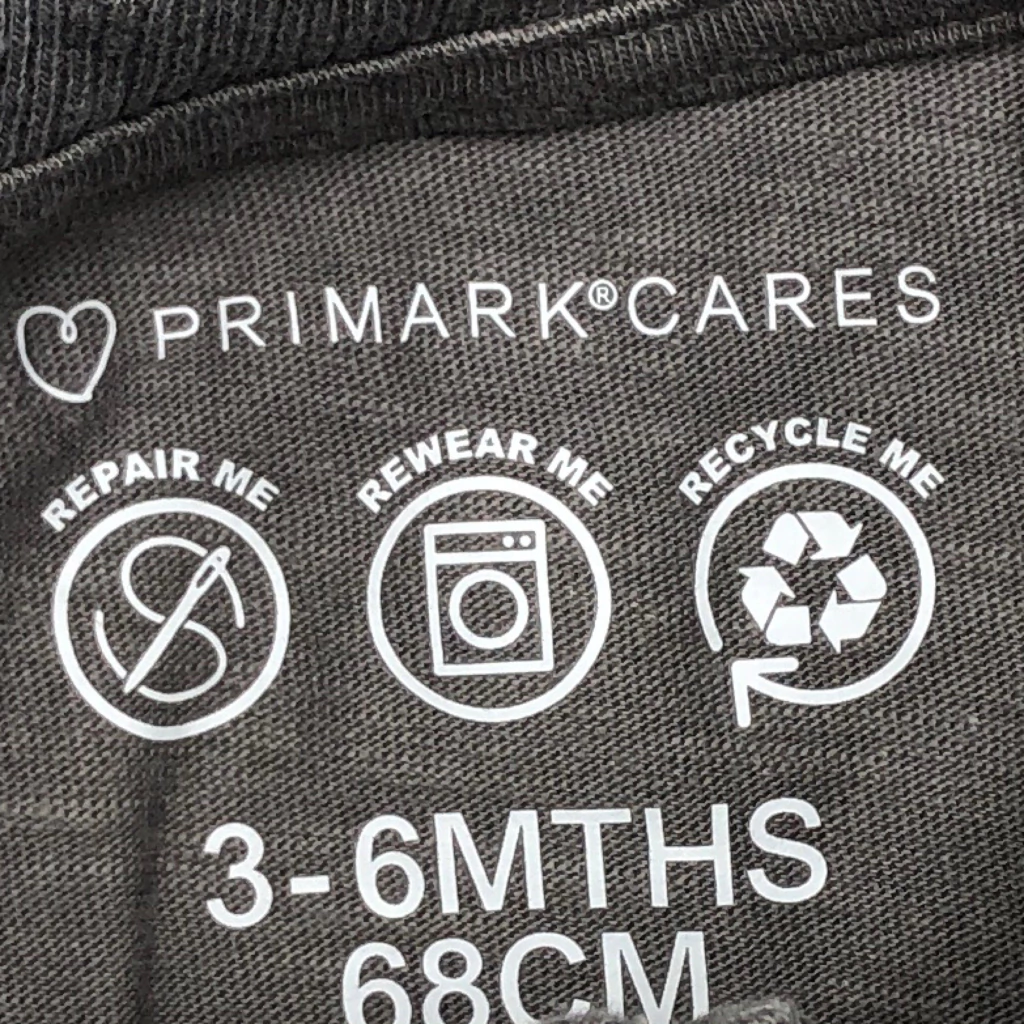 PRIMARK®CARES
REPAIR ME REWEAR ME RECYCLE ME
3-6MTHS
68CM